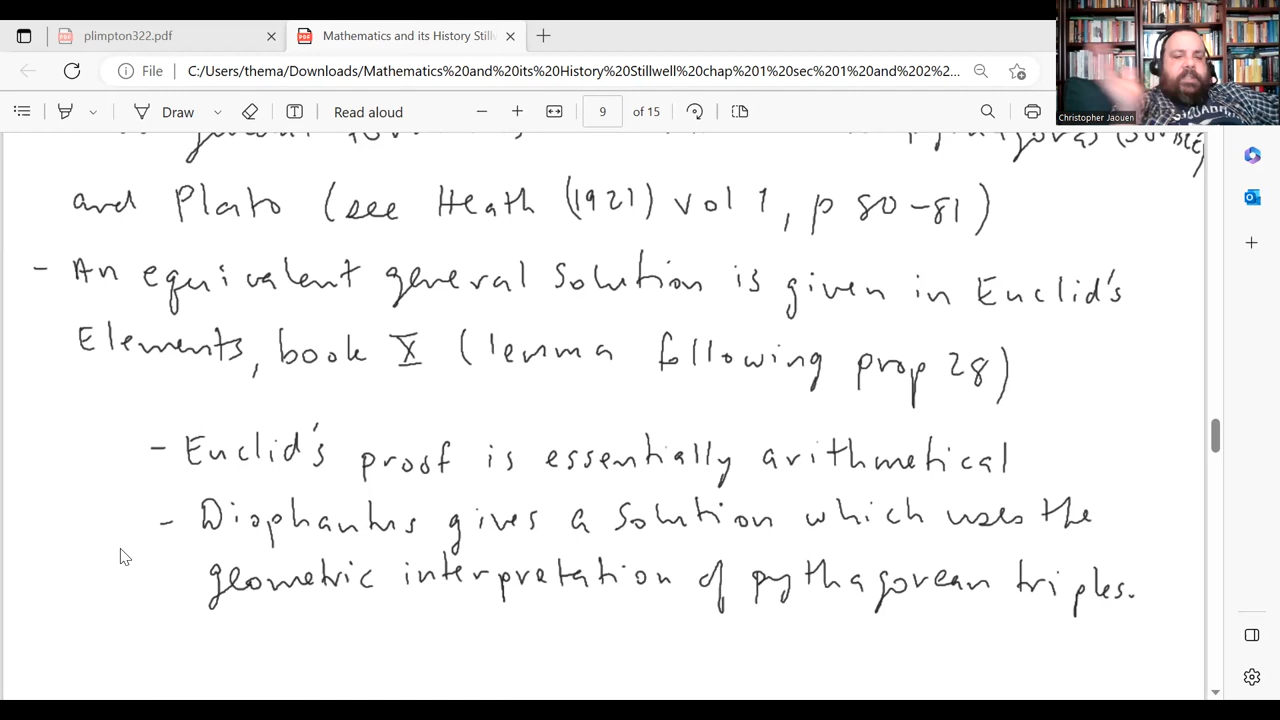 plimpton322.pdf
Mathematics and its History Stillw
File
C:/Users/thema/Downloads/Mathematics%20and%20its%20History%20Stillwell%20chap%201%20sec%201%20and%202%2...
Draw
Read aloud
9
of 15
Christopher Jaouen
general
and Plato (see Heath (1921) vol 1, p 80-81)
- An equivalent general solution is given in Euclid's
Elements, book X (lemma following prop 28)
- Euclid's proof is essentially arithmetical
- Diophantus gives a solution which uses the
geometric interpretation of pythagorean triples.